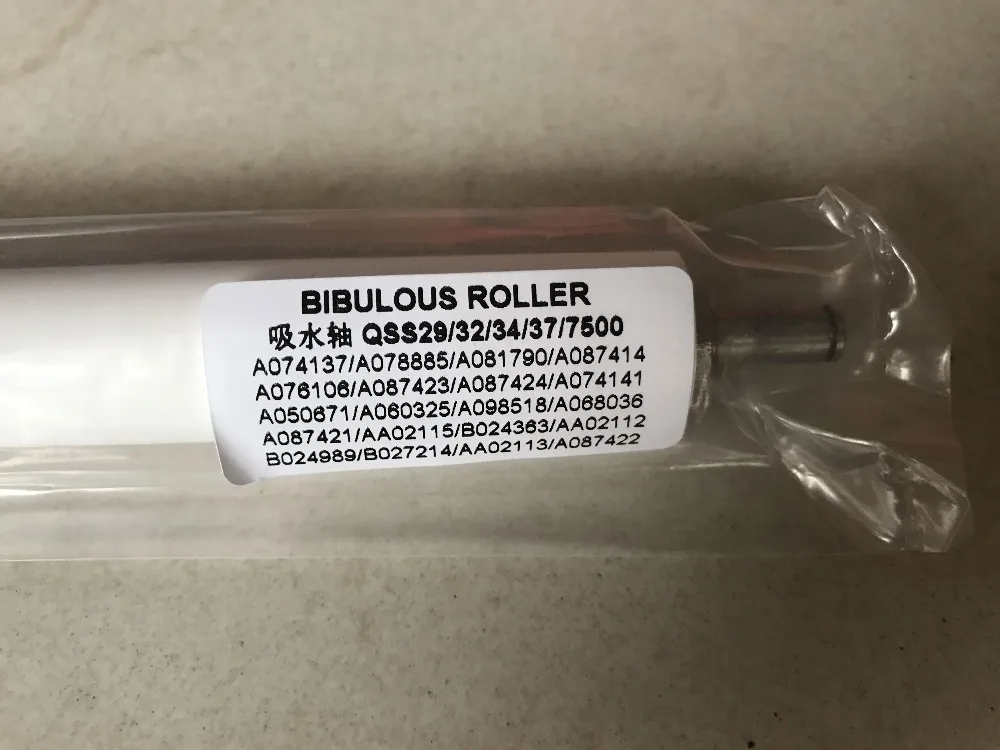 BIBULOUS ROLLER
吸水轴 QSS29/32/34/37/7500
A074137/A078885/A081790/A087414
A076106/A087423/A087424/A074141
A050671/A060325/A098518/A068036
A087421/AA02115/B024363/AA02112
B024989/B027214/AA02113/A087422